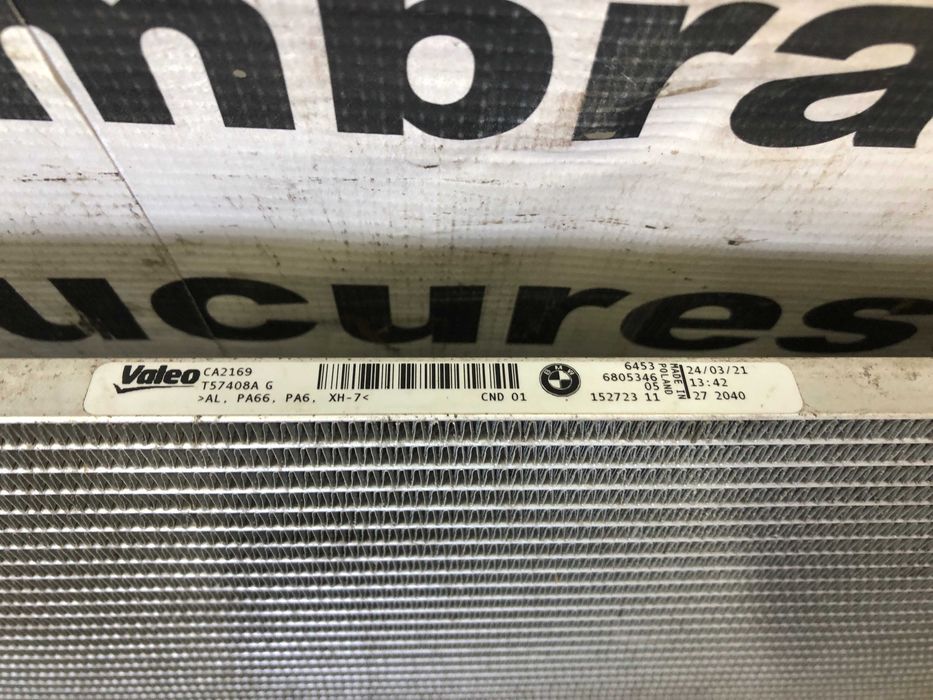 mbra
ucures
Valeo CA2169
T57408A G
>AL, PA66, PA6, XH-7<
CND 01
BMW
6453
6805346
05
152723 11
MADE IN
POLAND
24/03/21
13:42
27 2040